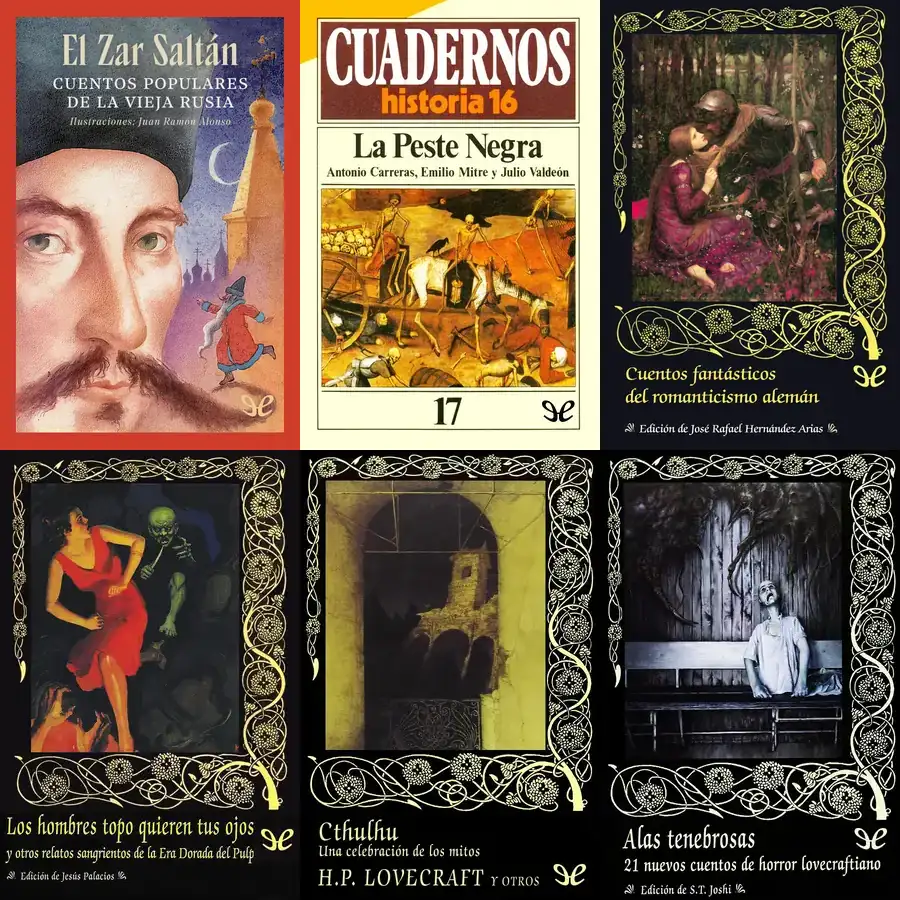 El Zar Saltán
CUENTOS POPULARES
DE LA VIEJA RUSIA
Ilustraciones: Juan Ramón Alonso
CUADERNOS
historia 16
La Peste Negra
Antonio Carreras, Emilio Mitre y Julio Valdeón
17
Cuentos fantásticos
del romanticismo alemán
Edición de José Rafael Hernández Arias
Los hombres topo quieren tus ojos
y otros relatos sangrientos de la Era Dorada del Pulp
Edición de Jesús Palacios
Cthulhu
Una celebración de los mitos
H.P. LOVECRAFT Y OTROS
Alas tenebrosas
21 nuevos cuentos de horror lovecraftiano
Edición de S.T. Joshi